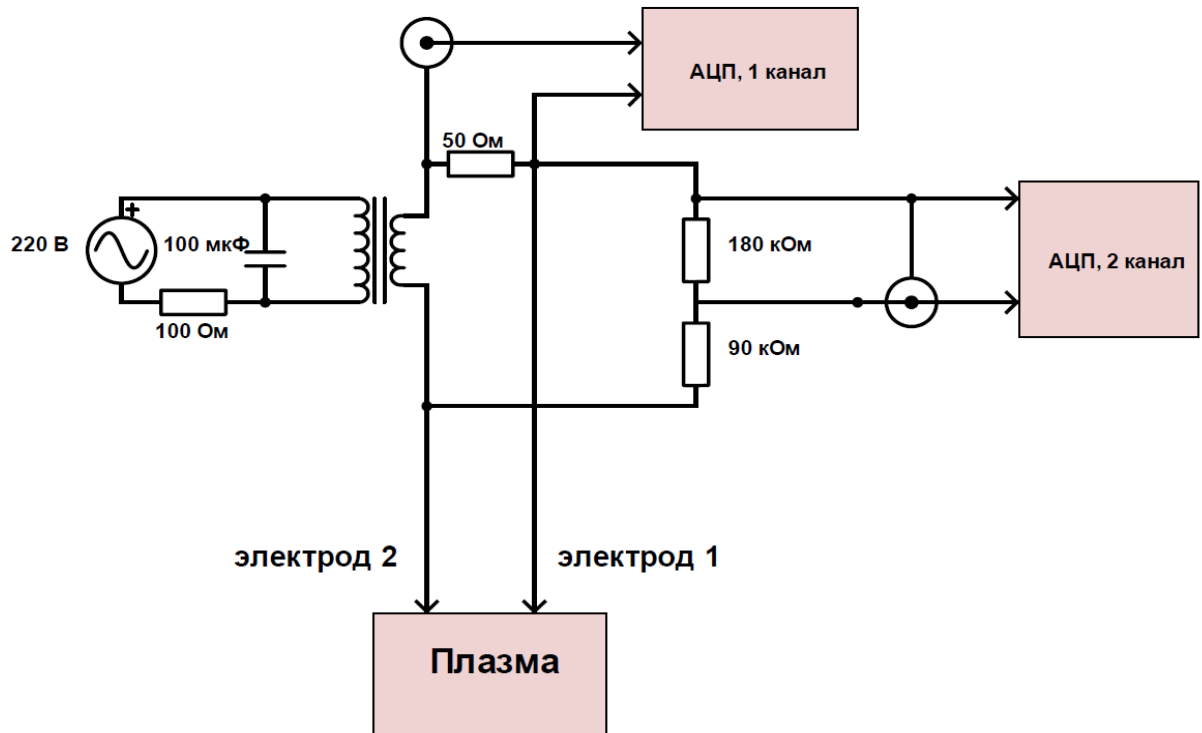 АЦП, 1 канал
50 Ом
220 В
+
100 мкФ
180 кОм
АЦП, 2 канал
100 Ом
90 кОм
электрод 2
электрод 1
Плазма